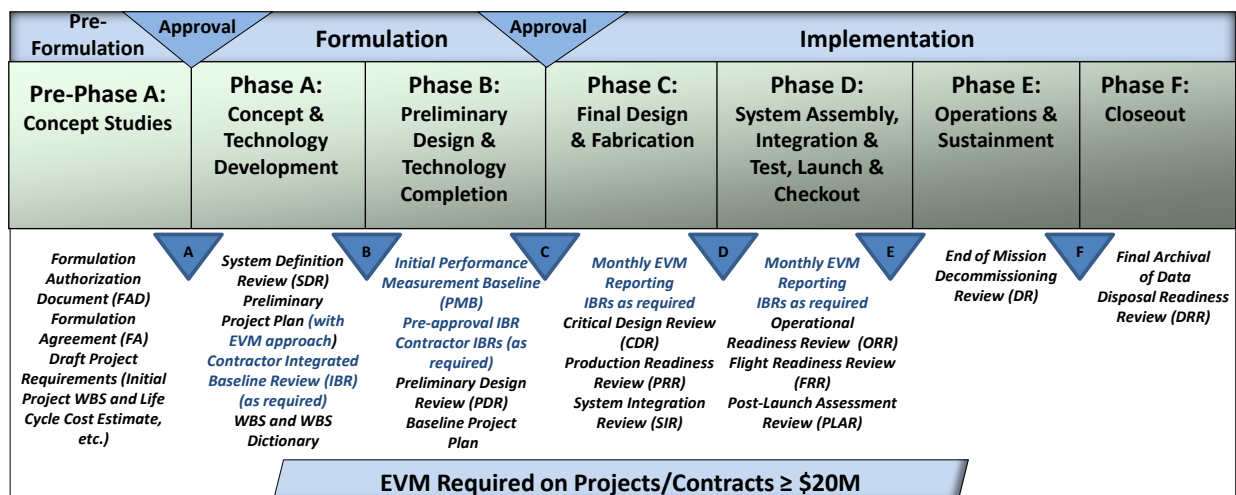 Pre-
Formulation
Approval
Formulation
Approval
Implementation
Pre-Phase A:
Concept Studies
Phase A:
Concept &
Technology
Development
Phase B:
Preliminary
Design &
Technology
Completion
Phase C:
Final Design
& Fabrication
Phase D:
System Assembly,
Integration &
Test, Launch &
Checkout
Phase E:
Operations &
Sustainment
Phase F:
Closeout
A
B
C
D
E
F
Formulation
Authorization
Document (FAD)
Formulation
Agreement (FA)
Draft Project
Requirements (Initial
Project WBS and Life
Cycle Cost Estimate,
etc.)
System Definition
Review (SDR)
Preliminary
Project Plan (with
EVM approach)
Contractor Integrated
Baseline Review (IBR)
(as required)
WBS and WBS
Dictionary
Initial Performance
Measurement Baseline
(PMB)
Pre-approval IBR
Contractor IBRs (as
required)
Preliminary Design
Review (PDR)
Baseline Project
Plan
Monthly EVM
Reporting
IBRs as required
Critical Design Review
(CDR)
Production Readiness
Review (PRR)
System Integration
Review (SIR)
Monthly EVM
Reporting
IBRs as required
Operational
Readiness Review (ORR)
Flight Readiness Review
(FRR)
Post-Launch Assessment
Review (PLAR)
End of Mission
Decommissioning
Review (DR)
Final Archival
of Data
Disposal Readiness
Review (DRR)
EVM Required on Projects/Contracts ≥ $20M